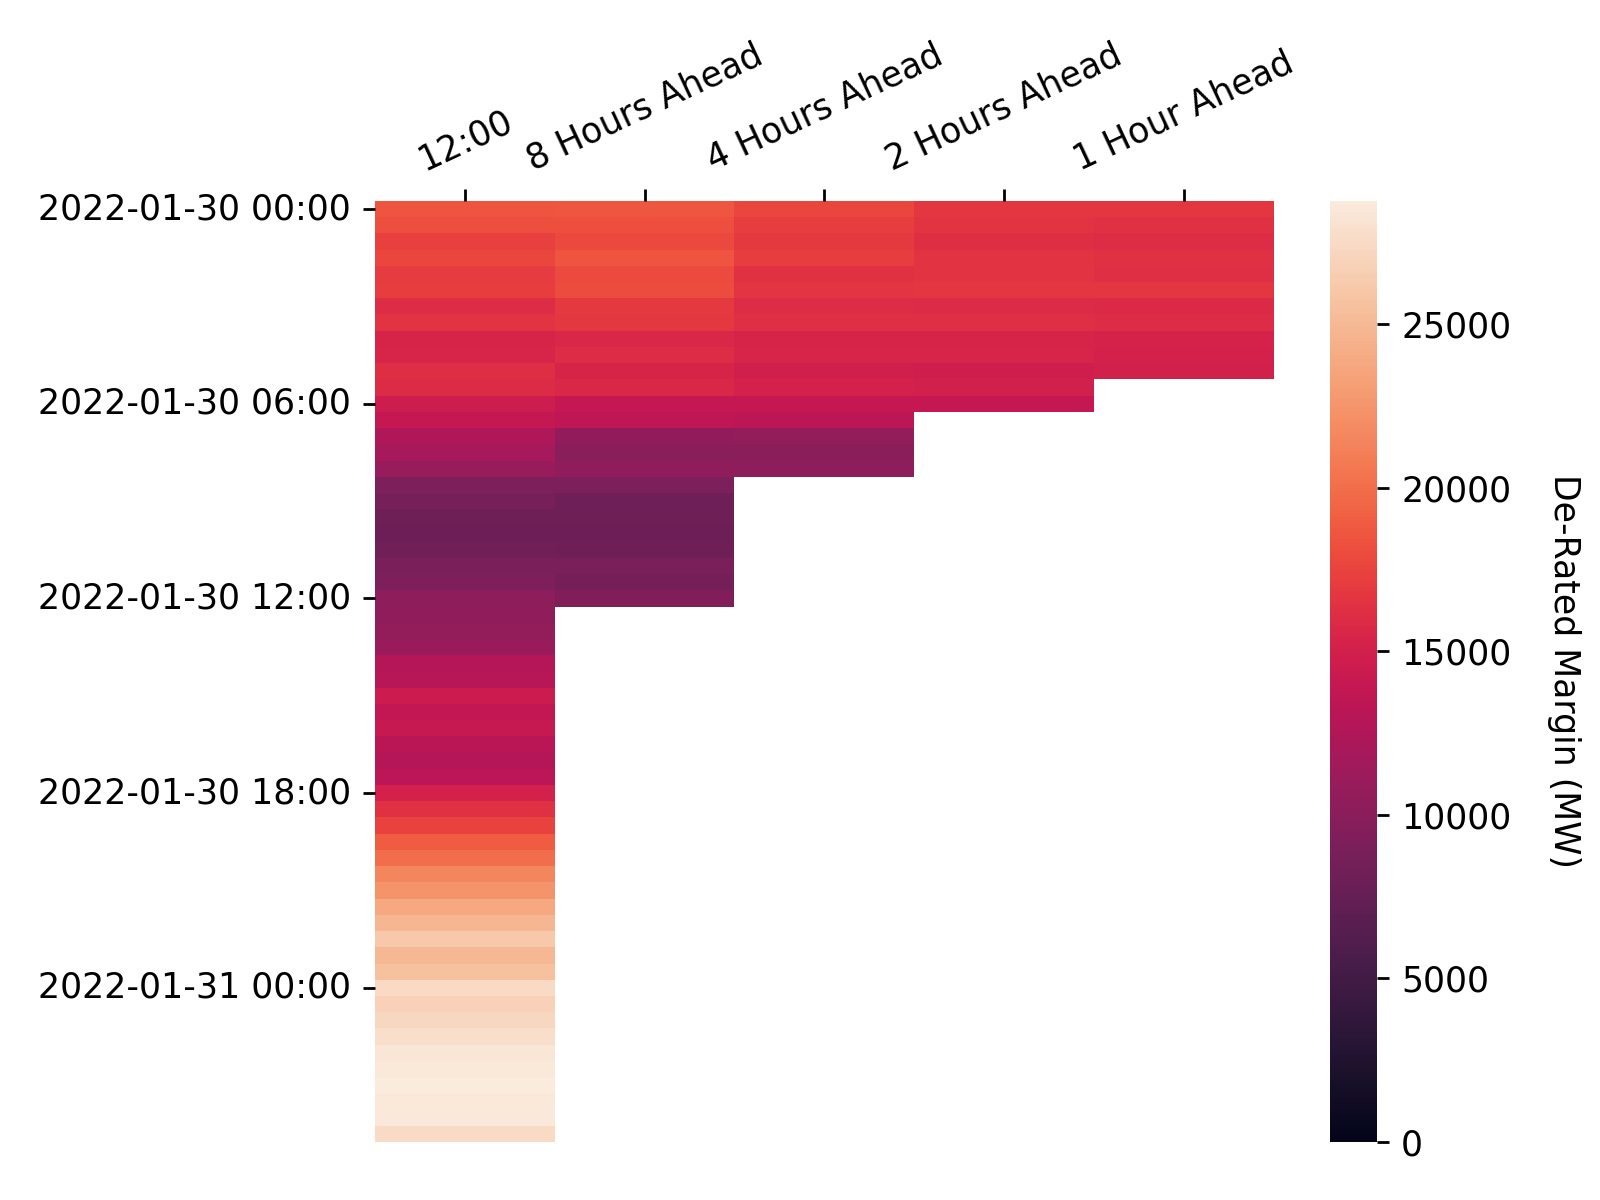 12:00
8 Hours Ahead
4 Hours Ahead
2 Hours Ahead
1 Hour Ahead
2022-01-30 00:00
2022-01-30 06:00
2022-01-30 12:00
2022-01-30 18:00
2022-01-31 00:00
25000
20000
15000
10000
5000
0
De-Rated Margin (MW)